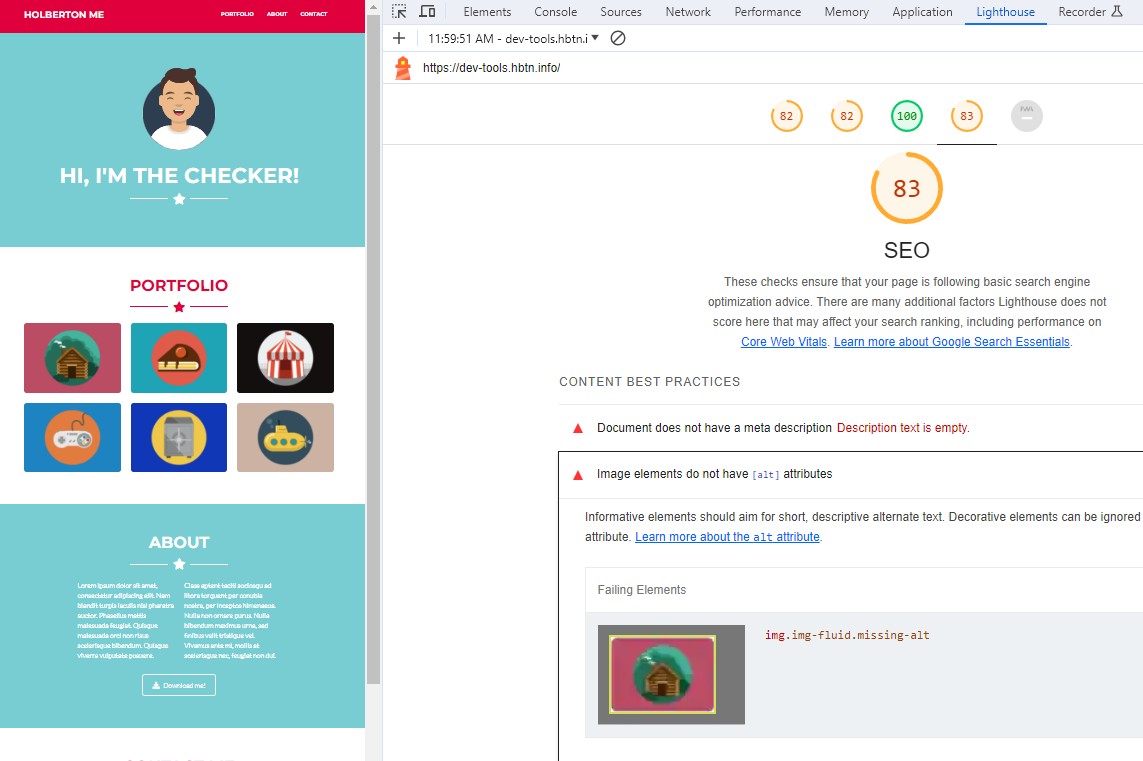 HOLBERTON ME
PORTFOLIO ABOUT CONTACT
HI, I'M THE CHECKER!
PORTFOLIO
ABOUT
Lorem ipsum dolor sit amet,
consectetur adipiscing elit. Nam
blandit turpis iaculis nisl pharetra
auctor. Phasellus mattis
malesuada feugiat. Quisque
malesuada orci non risus
scelerisque bibendum. Quisque
viverra vulputate posuere.
Class aptent taciti sociosqu ad
litora torquent per conubia
nostra, per inceptos himenaeos.
Nulla non ornare purus. Nulla
bibendum maximus urna, sed
finibus velit tristique vel.
Vivamus ante mi, mollis at
scelerisque nec, feugiat non dui.
Download me!
Elements Console Sources Network Performance Memory Application Lighthouse Recorder
11:59:51 AM - dev-tools.hbtn.i
https://dev-tools.hbtn.info/
82 82 100 83 PWA
83
SEO
These checks ensure that your page is following basic search engine
optimization advice. There are many additional factors Lighthouse does not
score here that may affect your search ranking, including performance on
Core Web Vitals. Learn more about Google Search Essentials.
CONTENT BEST PRACTICES
Document does not have a meta description Description text is empty.
Image elements do not have [alt] attributes
Informative elements should aim for short, descriptive alternate text. Decorative elements can be ignored
attribute. Learn more about the alt attribute.
Failing Elements
img.img-fluid.missing-alt